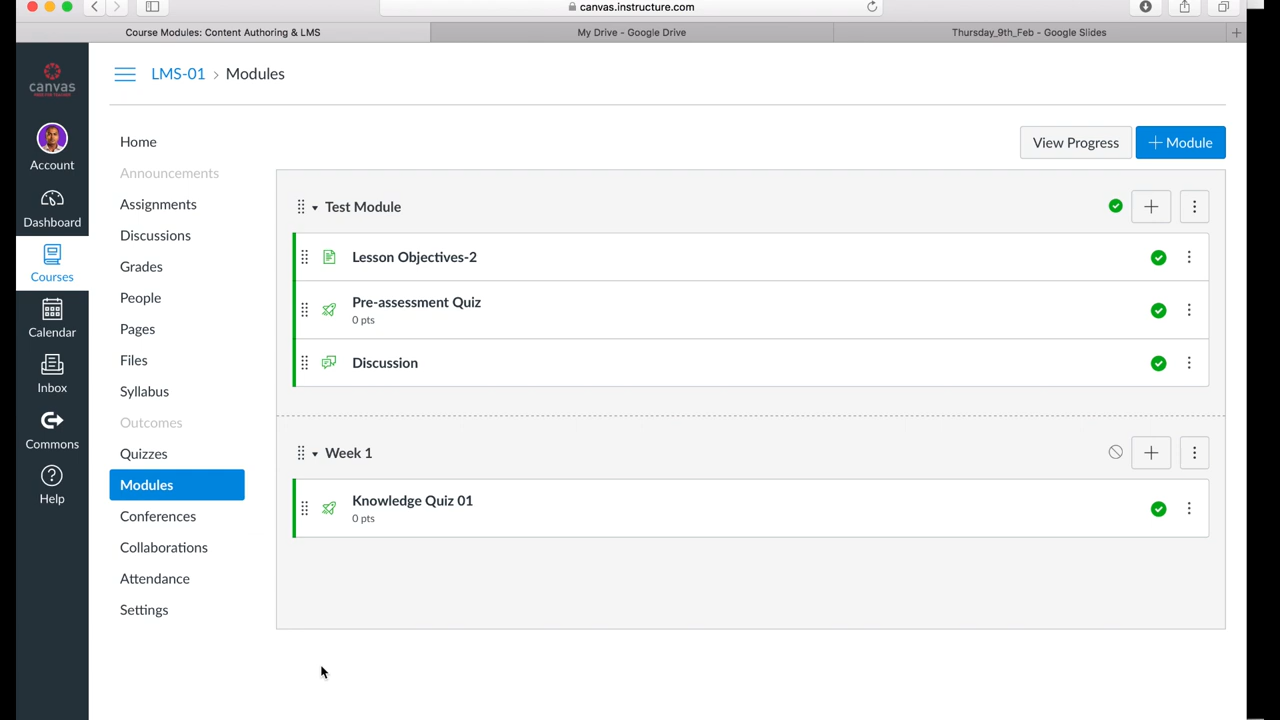 canvas.instructure.com
Course Modules: Content Authoring & LMS
My Drive - Google Drive
Thursday_9th_Feb - Google Slides
canvas
Account
Dashboard
Courses
Calendar
Inbox
Commons
Help
LMS-01 › Modules
Home
Announcements
Assignments
Discussions
Grades
People
Pages
Files
Syllabus
Outcomes
Quizzes
Modules
Conferences
Collaborations
Attendance
Settings
View Progress
+ Module
Test Module
Lesson Objectives-2
Pre-assessment Quiz
0 pts
Discussion
Week 1
Knowledge Quiz 01
0 pts